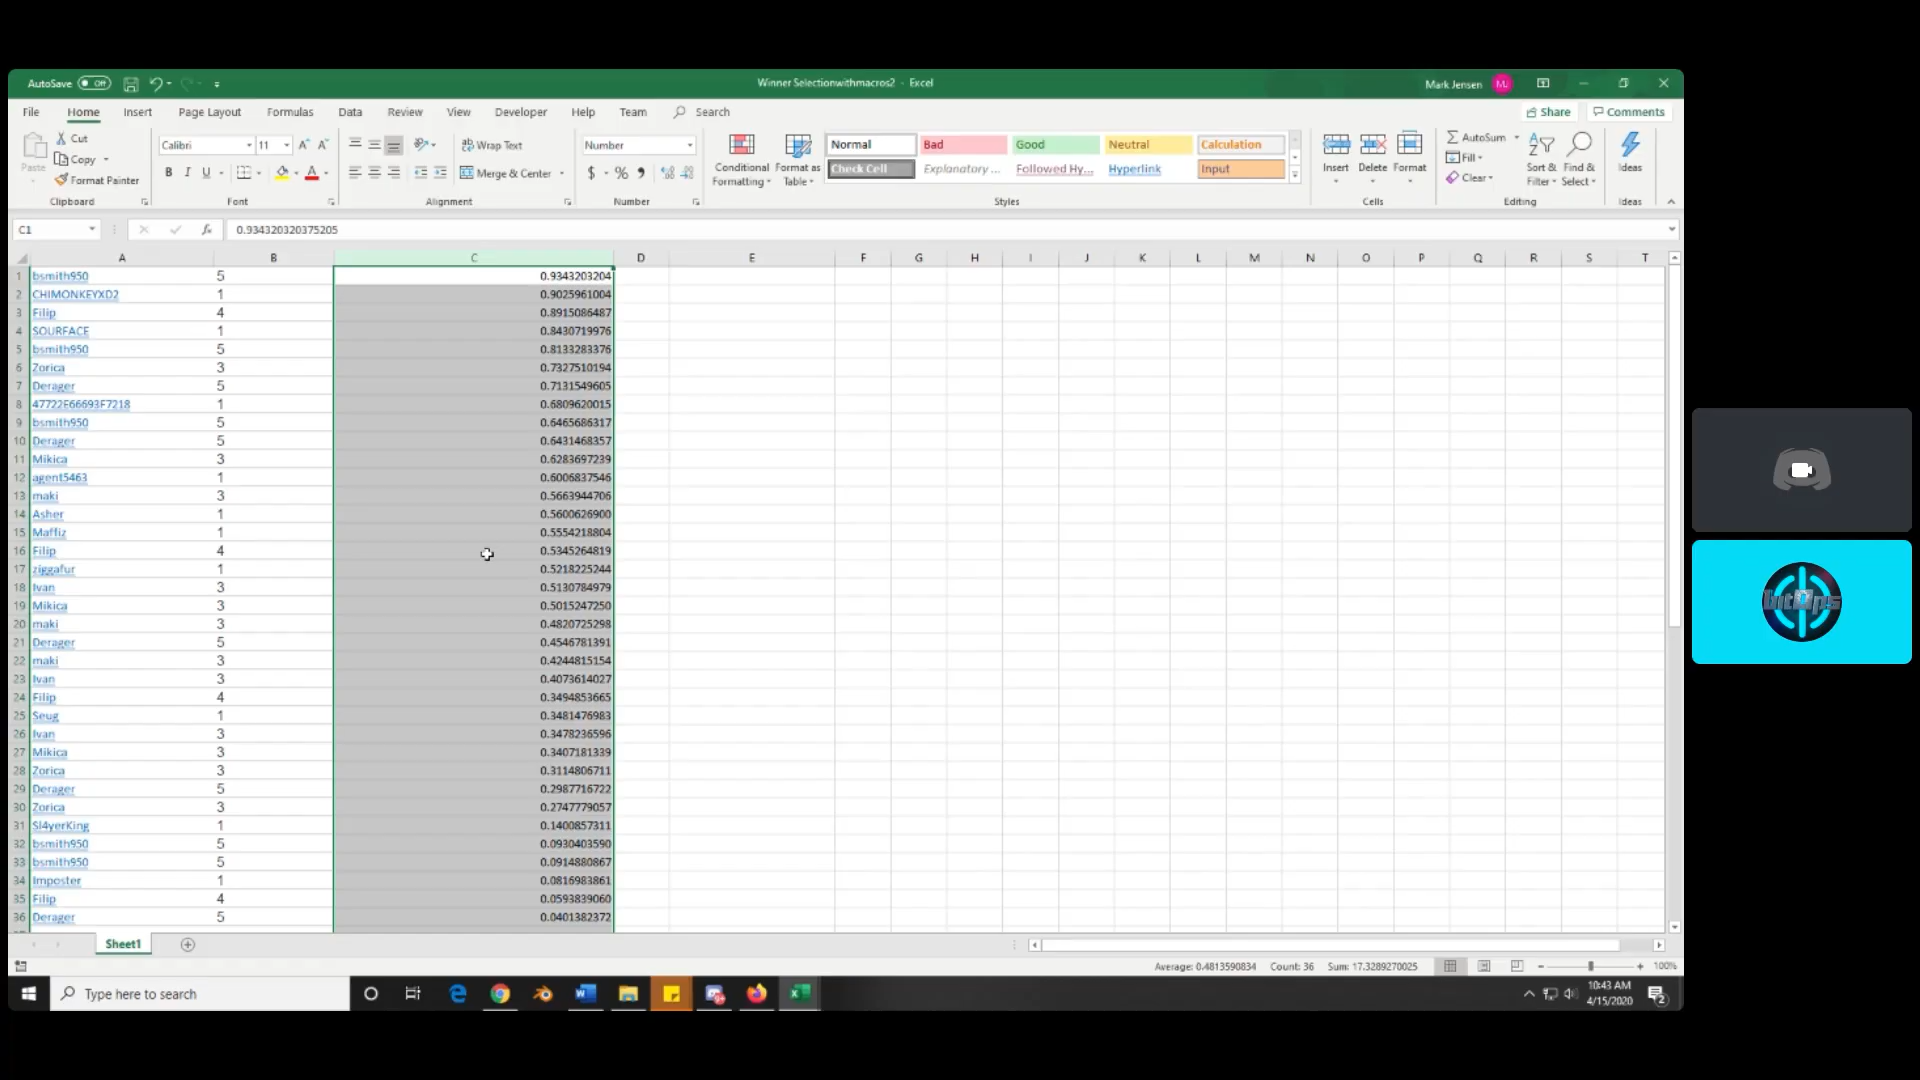 AutoSave Off Winner Selectionwithmacros2 - Excel Mark Jensen MJ
File Home Insert Page Layout Formulas Data Review View Developer Help Team Search Share Comments
Paste Cut Copy Format Painter Clipboard
Calibri 11 A A B I U A Font
Wrap Text Merge & Center Alignment
Number $ % Number
Conditional Formatting Format as Table
Normal Bad Good Neutral Calculation
Check Cell Explanatory ... Followed Hy... Hyperlink Input
Styles
Insert Delete Format Cells
AutoSum Fill Clear Sort & Filter Find & Select Editing
Ideas Ideas
C1 fx 0.934320320375205
A B C D E F G H I J K L M N O P Q R S T
1 bsmith950 5 0.9343203204
2 CHIMONKEYXD2 1 0.9025961004
3 Filip 4 0.8915086487
4 SOURFACE 1 0.8430719976
5 bsmith950 5 0.8133283376
6 Zorica 3 0.7327510194
7 Derager 5 0.7131549605
8 47722E66693F7218 1 0.6809620015
9 bsmith950 5 0.6465686317
10 Derager 5 0.6431468357
11 Mikica 3 0.6283697239
12 agent5463 1 0.6006837546
13 maki 3 0.5663944706
14 Asher 1 0.5600626900
15 Maffiz 1 0.5554218804
16 Filip 4 0.5345264819
17 ziggafur 1 0.5218225244
18 Ivan 3 0.5130784979
19 Mikica 3 0.5015247250
20 maki 3 0.4820725298
21 Derager 5 0.4546781391
22 maki 3 0.4244815154
23 Ivan 3 0.4073614027
24 Filip 4 0.3494853665
25 Seug 1 0.3481476983
26 Ivan 3 0.3478236596
27 Mikica 3 0.3407181339
28 Zorica 3 0.3114806711
29 Derager 5 0.2987716722
30 Zorica 3 0.2747779057
31 Sl4yerKing 1 0.1400857311
32 bsmith950 5 0.0930403590
33 bsmith950 5 0.0914880867
34 Imposter 1 0.0816983861
35 Filip 4 0.0593839060
36 Derager 5 0.0401382372
Sheet1
Average: 0.4813590834 Count: 36 Sum: 17.3289270025 100%
Type here to search
10:43 AM
4/15/2020
2
bitOps